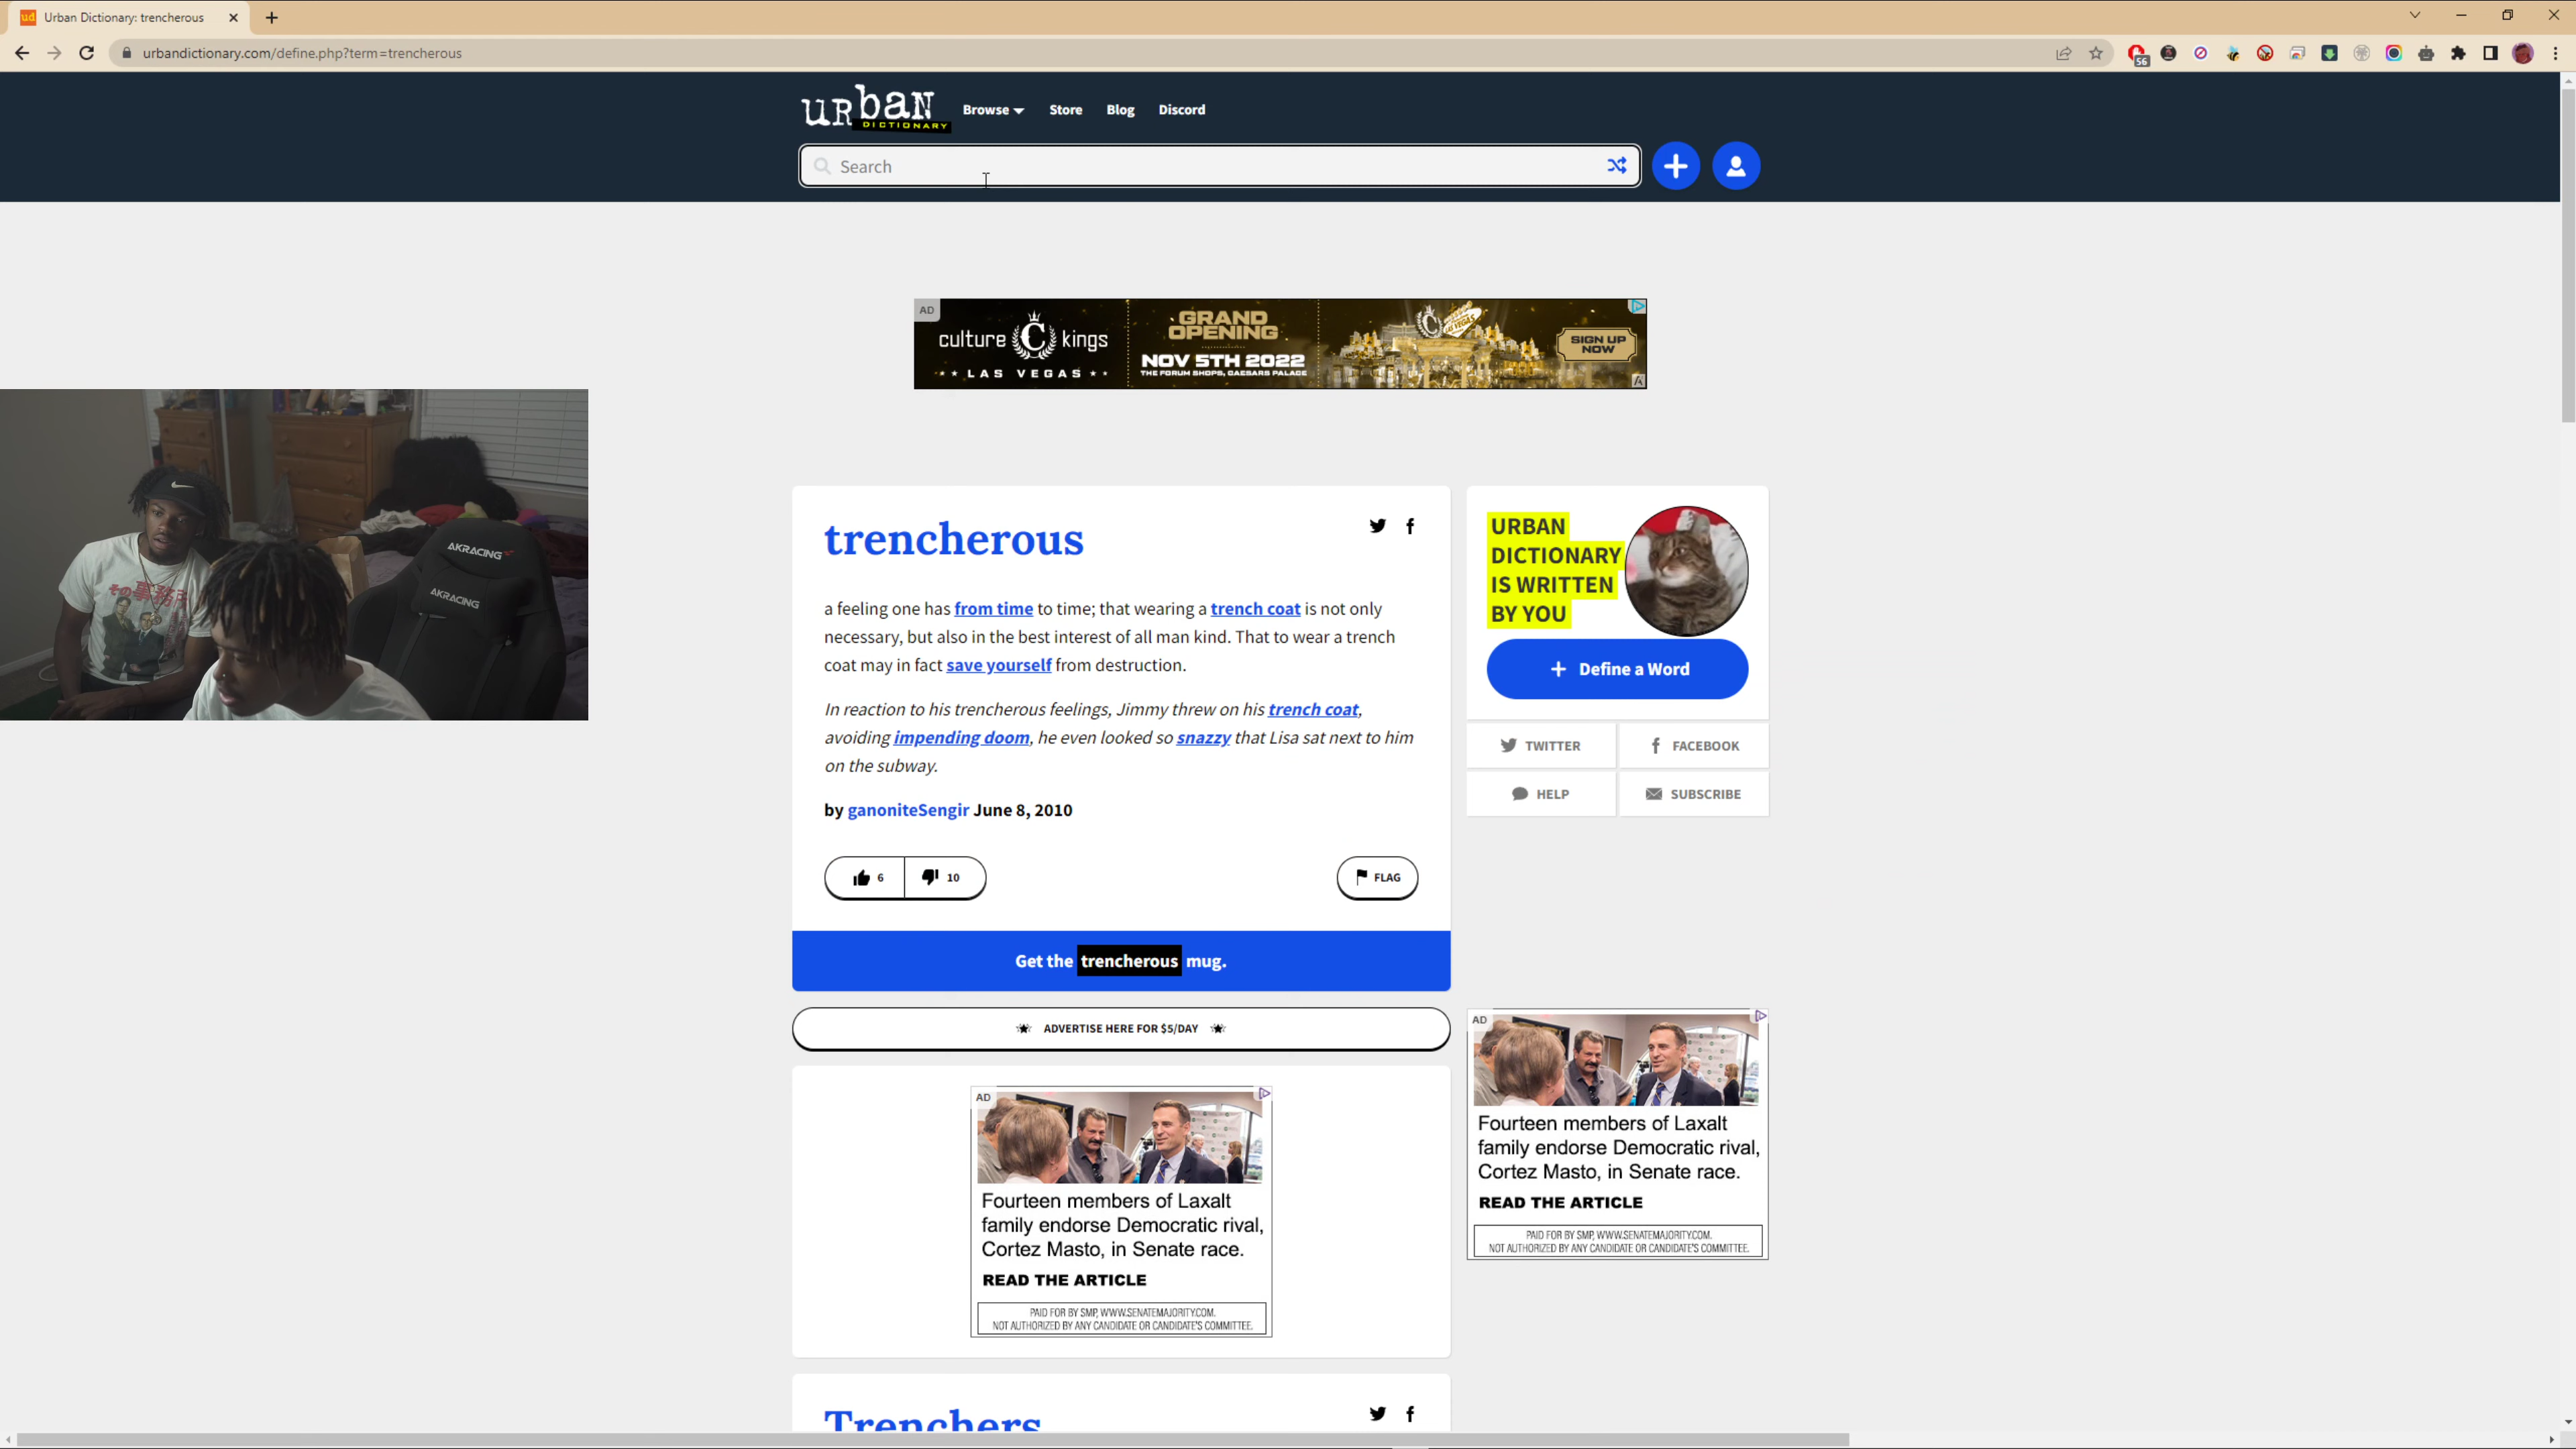 Urban Dictionary: trencherous
urbandictionary.com/define.php?term=trencherous
56
urban
DICTIONARY
Browse Store Blog Discord
Search
AD
culture kings
LAS VEGAS
GRAND
OPENING
NOV 5TH 2022
THE FORUM SHOPS, CAESARS PALACE
SIGN UP
NOW
AKRACING
AKRACING
trencherous
a feeling one has from time to time; that wearing a trench coat is not only
necessary, but also in the best interest of all man kind. That to wear a trench
coat may in fact save yourself from destruction.
In reaction to his trencherous feelings, Jimmy threw on his trench coat,
avoiding impending doom, he even looked so snazzy that Lisa sat next to him
on the subway.
by ganoniteSengir June 8, 2010
6 10
FLAG
Get the trencherous mug.
ADVERTISE HERE FOR $5/DAY
AD
Fourteen members of Laxalt
family endorse Democratic rival,
Cortez Masto, in Senate race.
READ THE ARTICLE
PAID FOR BY SMP, WWW.SENATEMAJORITY.COM.
NOT AUTHORIZED BY ANY CANDIDATE OR CANDIDATE'S COMMITTEE.
Trenchers
URBAN
DICTIONARY
IS WRITTEN
BY YOU
+ Define a Word
TWITTER FACEBOOK
HELP SUBSCRIBE
AD
Fourteen members of Laxalt
family endorse Democratic rival,
Cortez Masto, in Senate race.
READ THE ARTICLE
PAID FOR BY SMP, WWW.SENATEMAJORITY.COM.
NOT AUTHORIZED BY ANY CANDIDATE OR CANDIDATE'S COMMITTEE.